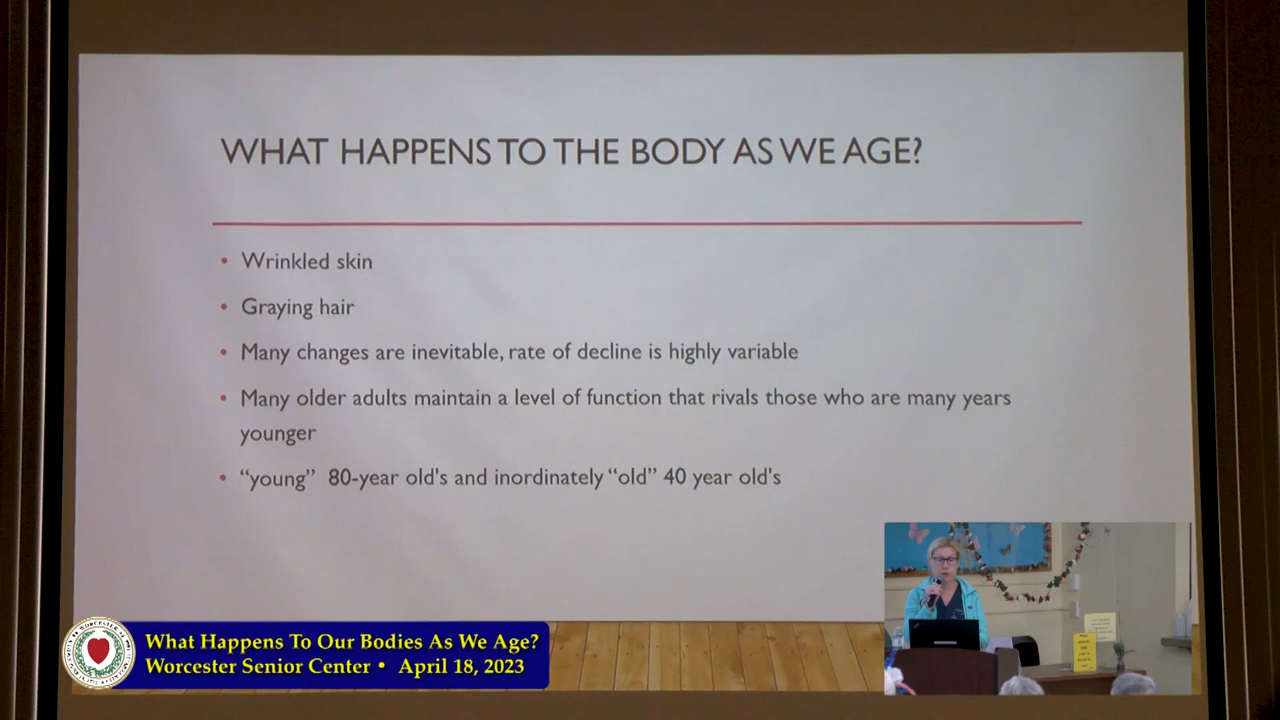 WHAT HAPPENS TO THE BODY AS WE AGE?
• Wrinkled skin
• Graying hair
• Many changes are inevitable, rate of decline is highly variable
• Many older adults maintain a level of function that rivals those who are many years
younger
• “young”  80-year old's and inordinately “old” 40 year old's
What Happens To Our Bodies As We Age?
Worcester Senior Center • April 18, 2023